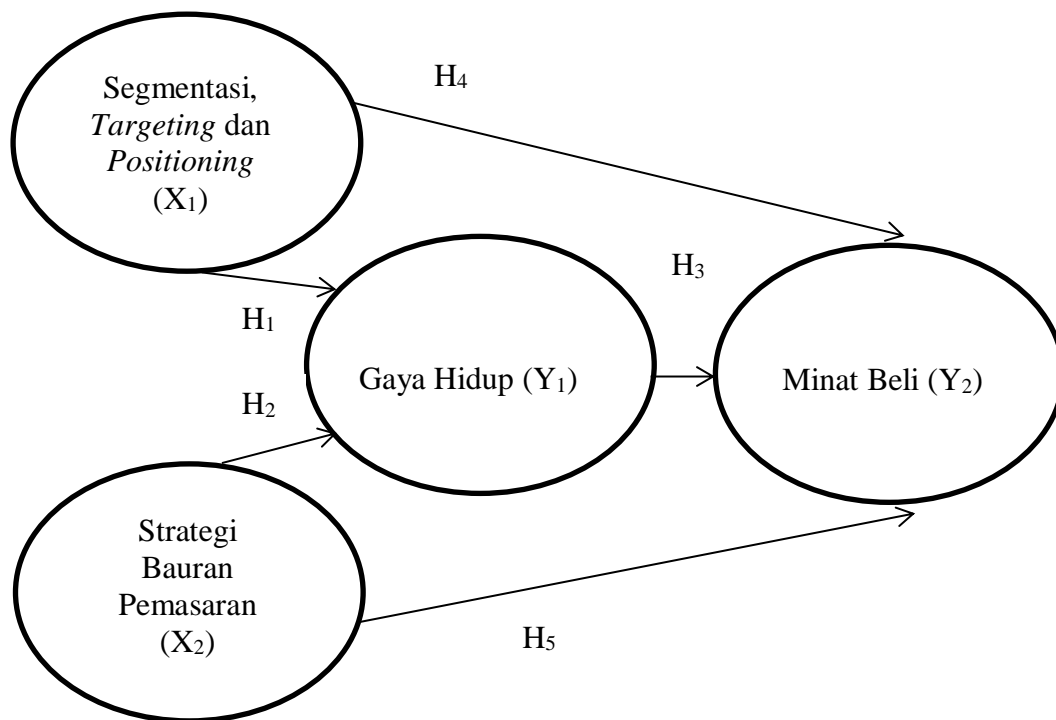 Segmentasi,
Targeting dan
Positioning
(X₁)
H₄
H₃
H₁
Gaya Hidup (Y₁)
Minat Beli (Y₂)
H₂
Strategi
Bauran
Pemasaran
(X₂)
H₅